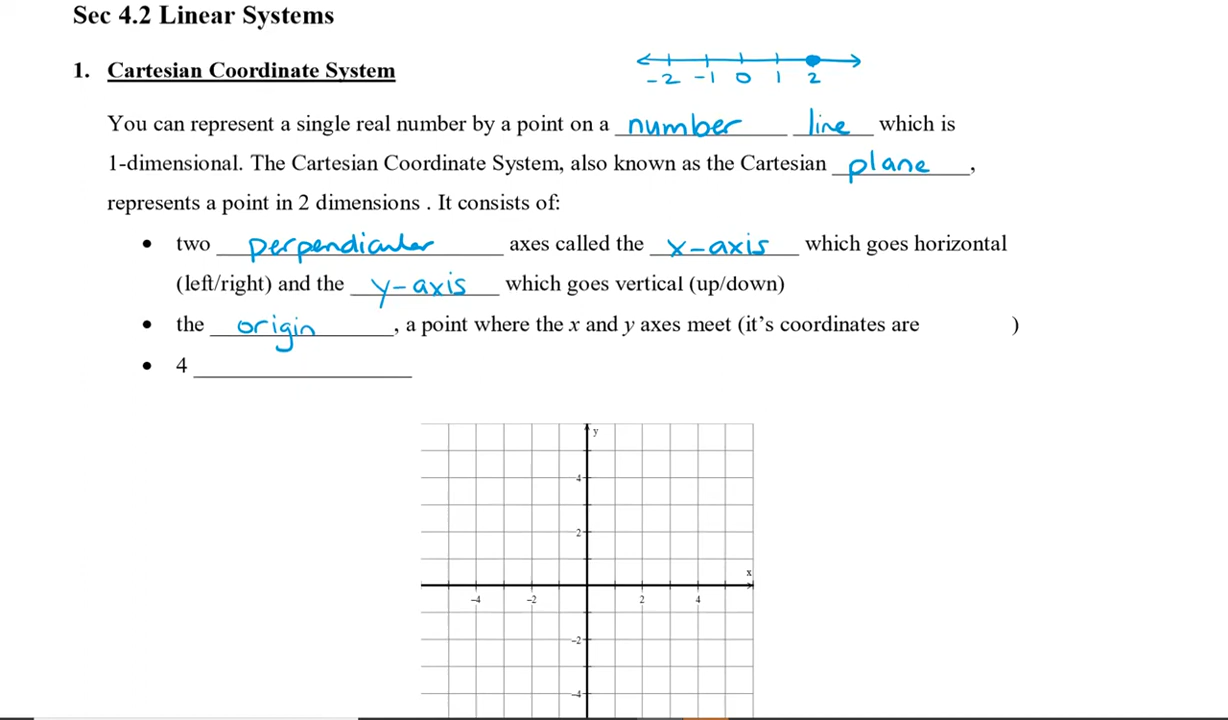 Sec 4.2 Linear Systems
1. Cartesian Coordinate System
-2 -1 0 1 2
You can represent a single real number by a point on a number line which is
1-dimensional. The Cartesian Coordinate System, also known as the Cartesian plane,
represents a point in 2 dimensions . It consists of:
• two perpendicular axes called the x-axis which goes horizontal
(left/right) and the y-axis which goes vertical (up/down)
• the origin, a point where the x and y axes meet (it's coordinates are )
• 4
y
4
2
x
-4 -2 2 4
-2
-4